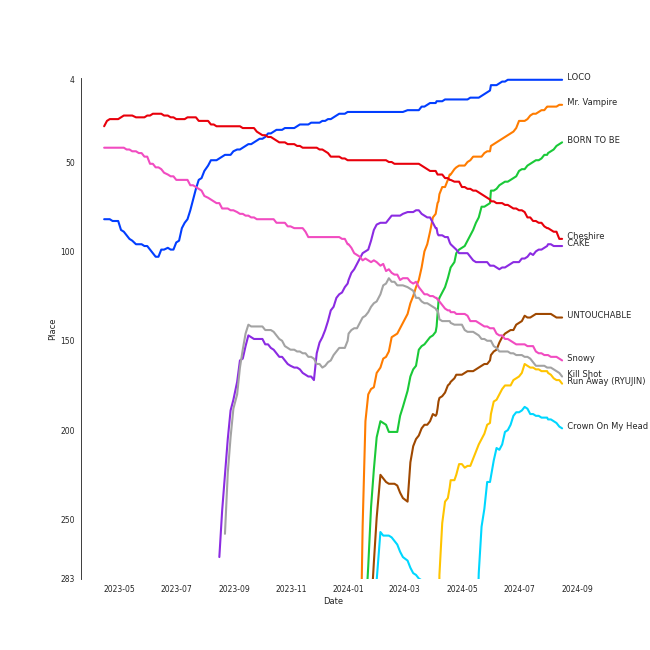 4
50
100
150
200
250
283
Place
2023-05
2023-07
2023-09
2023-11
2024-01
2024-03
2024-05
2024-07
2024-09
Date
LOCO
Mr. Vampire
BORN TO BE
Cheshire
CAKE
UNTOUCHABLE
Snowy
Kill Shot
Run Away (RYUJIN)
Crown On My Head